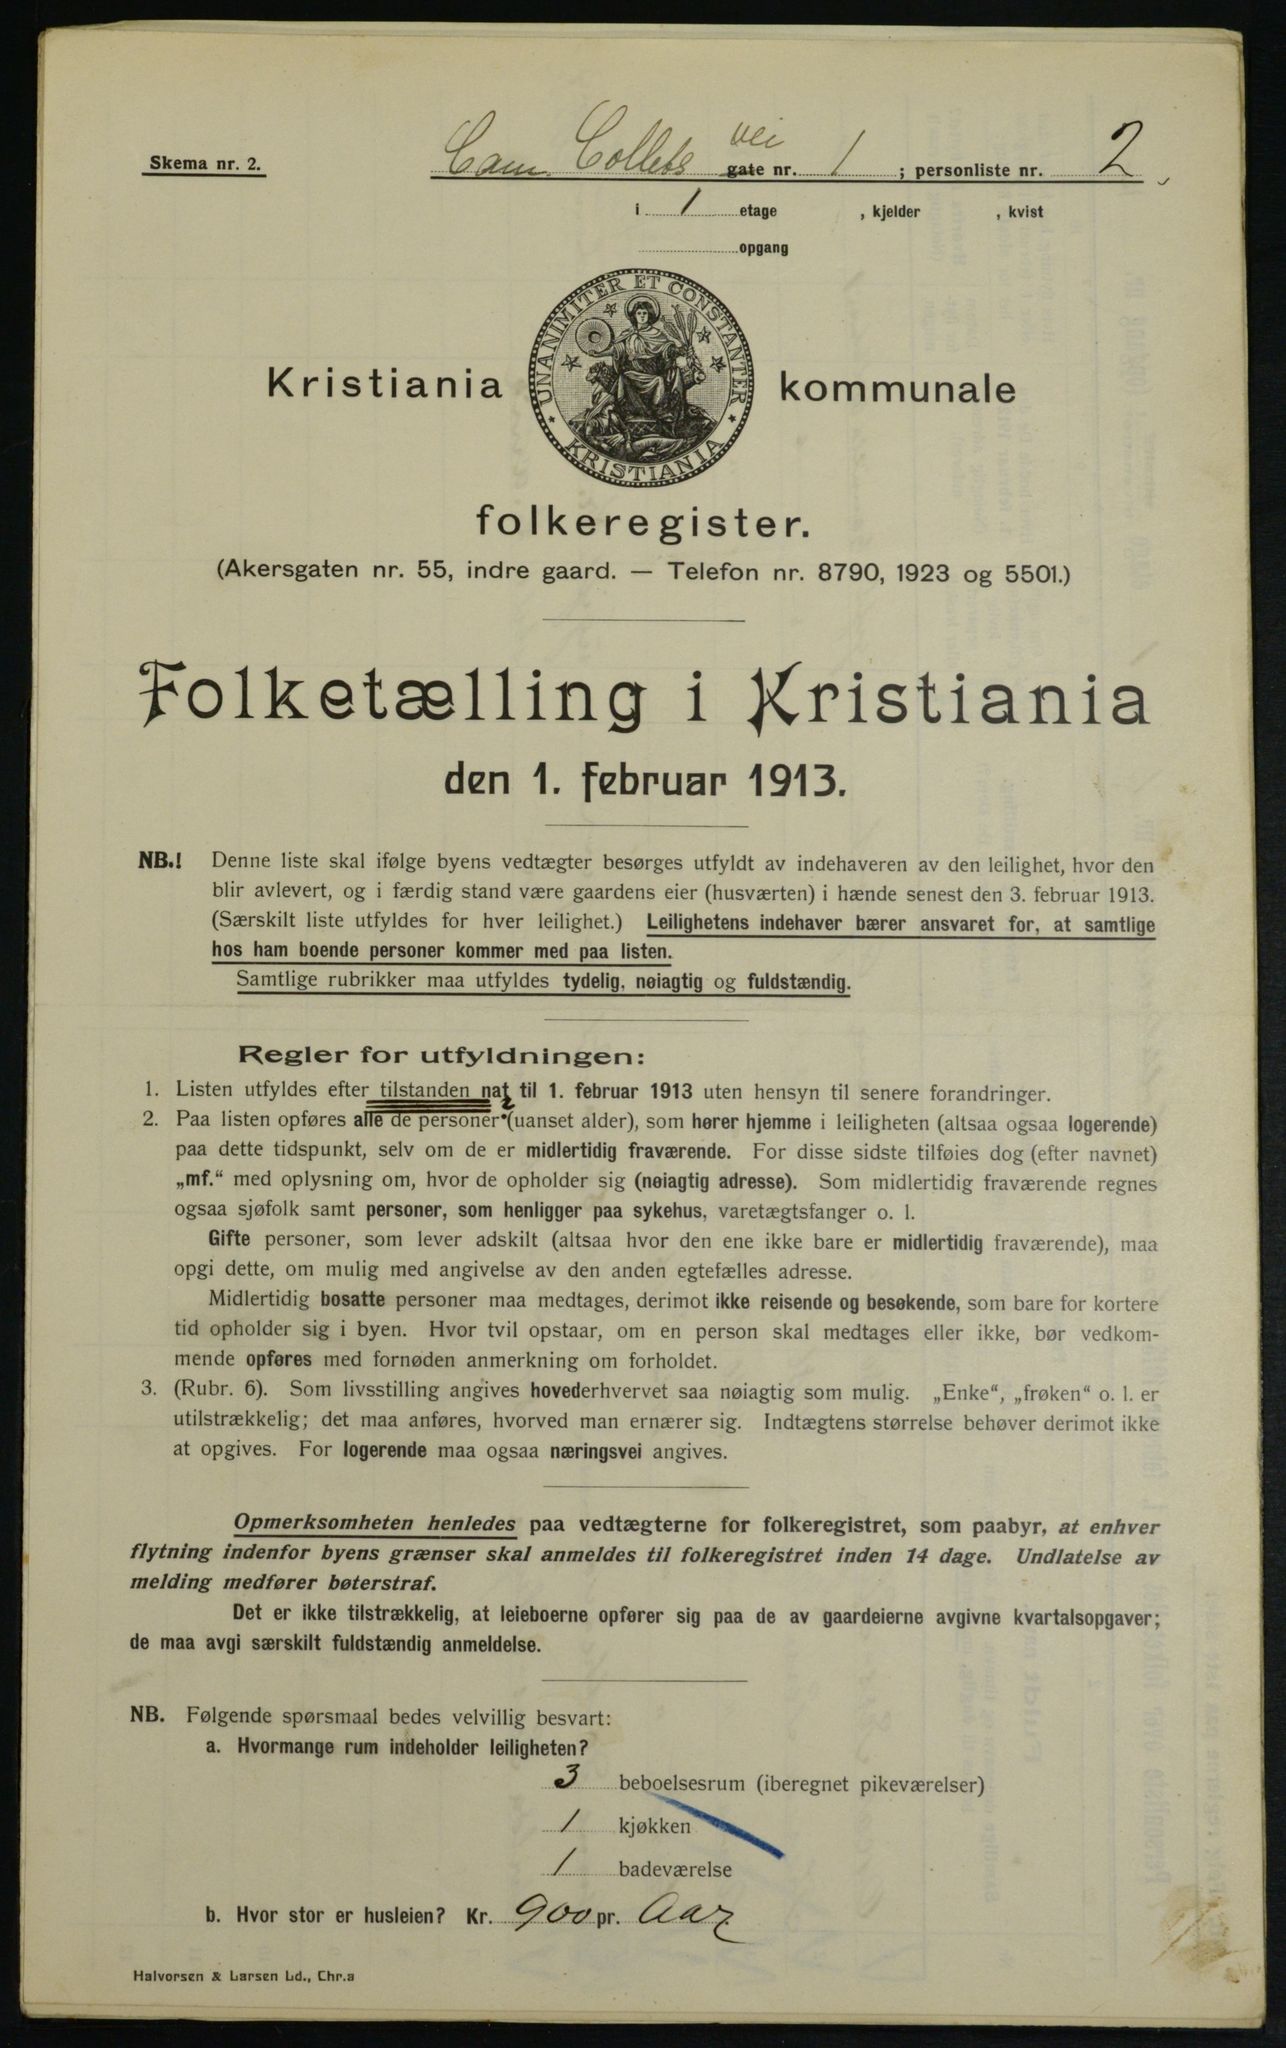 Skema nr. 2.
Cam. Collets vei gate nr. 1 ; personliste nr. 2
i 1 etage , kjelder , kvist
opgang
UNANIMITER ET CONSTANTER
KRISTIANIA
Kristiania kommunale
folkeregister.
(Akersgaten nr. 55, indre gaard. — Telefon nr. 8790, 1923 og 5501.)
Folketælling i Kristiania
den 1. februar 1913.
NB.! Denne liste skal ifølge byens vedtægter besørges utfyldt av indehaveren av den leilighet, hvor den
blir avlevert, og i færdig stand være gaardens eier (husværten) i hænde senest den 3. februar 1913.
(Særskilt liste utfyldes for hver leilighet.) Leilighetens indehaver bærer ansvaret for, at samtlige
hos ham boende personer kommer med paa listen.
Samtlige rubrikker maa utfyldes tydelig, nøiagtig og fuldstændig.
Regler for utfyldningen:
1. Listen utfyldes efter tilstanden nat til 1. februar 1913 uten hensyn til senere forandringer.
2. Paa listen opføres alle de personer (uanset alder), som hører hjemme i leiligheten (altsaa ogsaa logerende)
paa dette tidspunkt, selv om de er midlertidig fraværende. For disse sidste tilføies dog (efter navnet)
„mf.“ med oplysning om, hvor de opholder sig (nøiagtig adresse). Som midlertidig fraværende regnes
ogsaa sjøfolk samt personer, som henligger paa sykehus, varetægtsfanger o. l.
Gifte personer, som lever adskilt (altsaa hvor den ene ikke bare er midlertidig fraværende), maa
opgi dette, om mulig med angivelse av den anden egtefælles adresse.
Midlertidig bosatte personer maa medtages, derimot ikke reisende og besøkende, som bare for kortere
tid opholder sig i byen. Hvor tvil opstaar, om en person skal medtages eller ikke, bør vedkom-
mende opføres med fornøden anmerkning om forholdet.
3. (Rubr. 6). Som livsstilling angives hovederhvervet saa nøiagtig som mulig. „Enke“, „frøken“ o. l. er
utilstrækkelig; det maa anføres, hvorved man ernærer sig. Indtægtens størrelse behøver derimot ikke
at opgives. For logerende maa ogsaa næringsvei angives.
Opmerksomheten henledes paa vedtægterne for folkeregistret, som paabyr, at enhver
flytning indenfor byens grænser skal anmeldes til folkeregistret inden 14 dage. Undlatelse av
melding medfører bøterstraf.
Det er ikke tilstrækkelig, at leieboerne opfører sig paa de av gaardeierne avgivne kvartalsopgaver;
de maa avgi særskilt fuldstændig anmeldelse.
NB. Følgende spørsmaal bedes velvillig besvart:
a. Hvormange rum indeholder leiligheten?
3 beboelsesrum (iberegnet pikeværelser)
1 kjøkken
1 badeværelse
b. Hvor stor er husleien? Kr. 900 pr. Aar.
Halvorsen & Larsen Ld., Chr.a